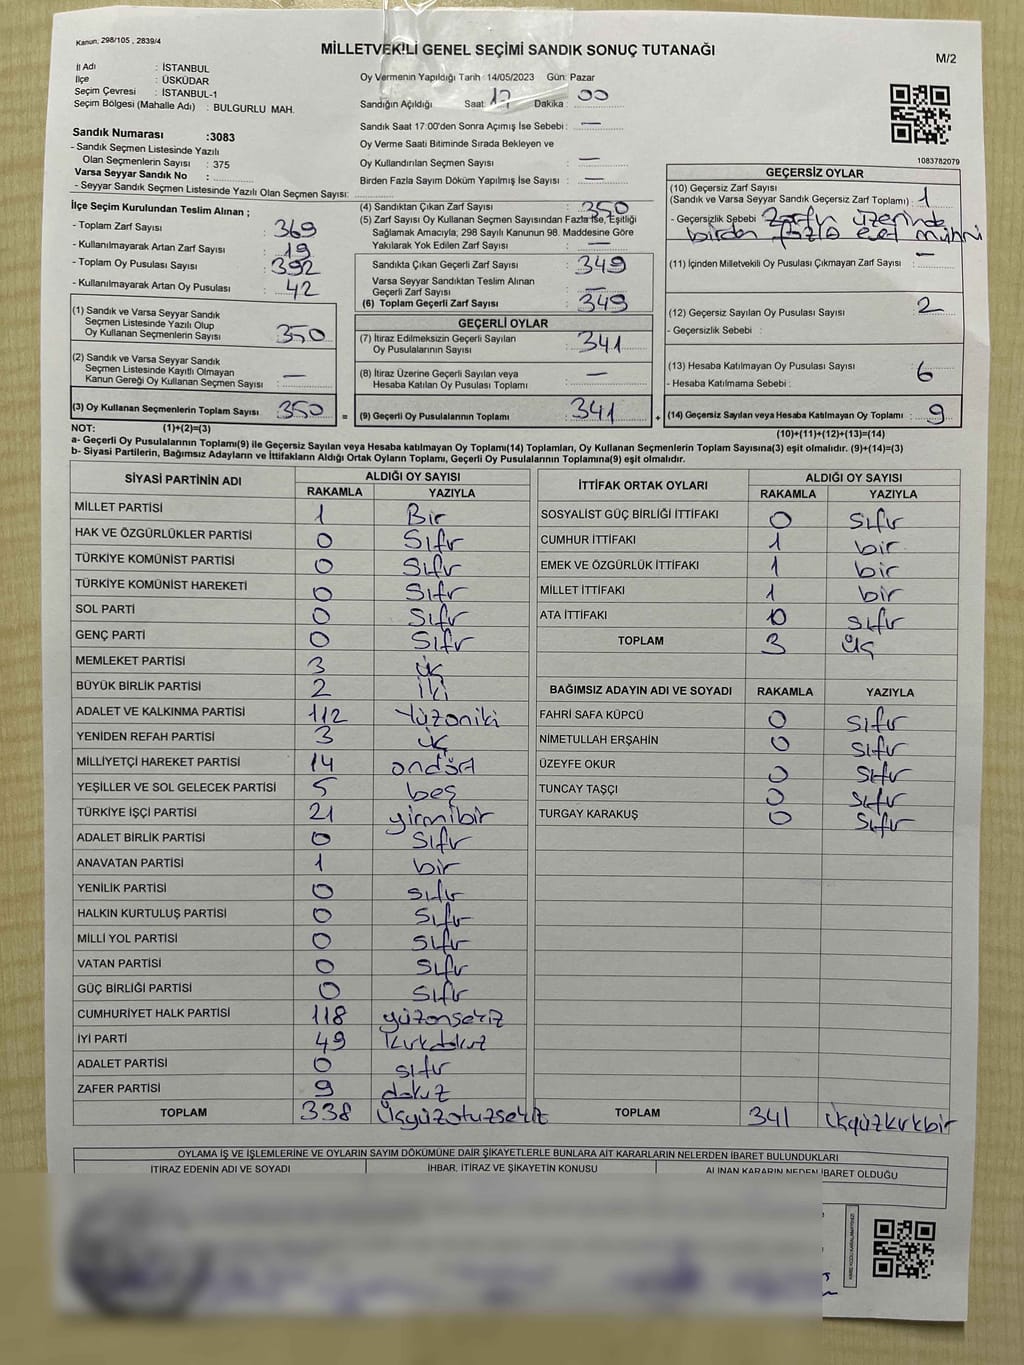 Kanun, 298/105 , 2839/4
MİLLETVEKİLİ GENEL SEÇİMİ SANDIK SONUÇ TUTANAĞI
M/2
İl Adı : İSTANBUL
İlçe : ÜSKÜDAR
Seçim Çevresi : İSTANBUL-1
Seçim Bölgesi (Mahalle Adı) : BULGURLU MAH.
Oy Vermenin Yapıldığı Tarih : 14/05/2023 Gün: Pazar
Sandığın Açıldığı Saat: 17 Dakika : 00
Sandık Saat 17:00'den Sonra Açımış İse Sebebi : —
Oy Verme Saati Bitiminde Sırada Bekleyen ve
Oy Kullandırılan Seçmen Sayısı : —
Birden Fazla Sayım Döküm Yapılmış İse Sayısı : —
1083782079
Sandık Numarası :3083
- Sandık Seçmen Listesinde Yazılı
Olan Seçmenlerin Sayısı : 375
Varsa Seyyar Sandık No :
- Seyyar Sandık Seçmen Listesinde Yazılı Olan Seçmen Sayısı:
İlçe Seçim Kurulundan Teslim Alınan ;
- Toplam Zarf Sayısı : 369
- Kullanılmayarak Artan Zarf Sayısı : 19
- Toplam Oy Pusulası Sayısı : 392
- Kullanılmayarak Artan Oy Pusulası : 42
(1) Sandık ve Varsa Seyyar Sandık
Seçmen Listesinde Yazılı Olup
Oy Kullanan Seçmenlerin Sayısı : 350
(2) Sandık ve Varsa Seyyar Sandık
Seçmen Listesinde Kayıtlı Olmayan
Kanun Gereği Oy Kullanan Seçmen Sayısı : —
(3) Oy Kullanan Seçmenlerin Toplam Sayısı : 350
(4) Sandıktan Çıkan Zarf Sayısı : 350
(5) Zarf Sayısı Oy Kullanan Seçmen Sayısından Fazla ise, Eşitliği
Sağlamak Amacıyla; 298 Sayılı Kanunun 98. Maddesine Göre
Yakılarak Yok Edilen Zarf Sayısı : —
Sandıkta Çıkan Geçerli Zarf Sayısı : 349
Varsa Seyyar Sandıktan Teslim Alınan
Geçerli Zarf Sayısı : —
(6) Toplam Geçerli Zarf Sayısı : 349
GEÇERLİ OYLAR
(7) İtiraz Edilmeksizin Geçerli Sayılan
Oy Pusulalarının Sayısı : 341
(8) İtiraz Üzerine Geçerli Sayılan veya
Hesaba Katılan Oy Pusulası Toplamı : —
= (9) Geçerli Oy Pusulalarının Toplamı : 341
GEÇERSİZ OYLAR
(10) Geçersiz Zarf Sayısı
(Sandık ve Varsa Seyyar Sandık Zarf Toplamı) : 1
- Geçersizlik Sebebi : Zarfın üzerinde
birden fazla evet mührü
(11) İçinden Milletvekili Oy Pusulası Çıkmayan Zarf Sayısı : —
(12) Geçersiz Sayılan Oy Pusulası Sayısı : 2
- Geçersizlik Sebebi :
(13) Hesaba Katılmayan Oy Pusulası Sayısı : 6
- Hesaba Katılmama Sebebi :
+ (14) Geçersiz Sayılan veya Hesaba Katılmayan Oy Toplamı : 9
NOT: (1)+(2)=(3)
(10)+(11)+(12)+(13)=(14)
a- Geçerli Oy Pusulalarının Toplamı(9) ile Geçersiz Sayılan veya Hesaba katılmayan Oy Toplamı(14) Toplamları, Oy Kullanan Seçmenlerin Toplam Sayısına(3) eşit olmalıdır. (9)+(14)=(3)
b- Siyasi Partilerin, Bağımsız Adayların ve İttifakların Aldığı Ortak Oyların Toplamı, Geçerli Oy Pusulalarının Toplamına(9) eşit olmalıdır.
SİYASİ PARTİNİN ADI ALDIĞI OY SAYISI
RAKAMLA YAZIYLA
MİLLET PARTİSİ 1 Bir
HAK VE ÖZGÜRLÜKLER PARTİSİ 0 Sıfır
TÜRKİYE KOMÜNİST PARTİSİ 0 Sıfır
TÜRKİYE KOMÜNİST HAREKETİ 0 Sıfır
SOL PARTİ 0 Sıfır
GENÇ PARTİ 0 Sıfır
MEMLEKET PARTİSİ 3 üç
BÜYÜK BİRLİK PARTİSİ 2 İki
ADALET VE KALKINMA PARTİSİ 112 Yüzoniki
YENİDEN REFAH PARTİSİ 3 üç
MİLLİYETÇİ HAREKET PARTİSİ 14 ondört
YEŞİLLER VE SOL GELECEK PARTİSİ 5 beş
TÜRKİYE İŞÇİ PARTİSİ 21 yirmibir
ADALET BİRLİK PARTİSİ 0 Sıfır
ANAVATAN PARTİSİ 1 bir
YENİLİK PARTİSİ 0 sıfır
HALKIN KURTULUŞ PARTİSİ 0 Sıfır
MİLLİ YOL PARTİSİ 0 sıfır
VATAN PARTİSİ 0 Sıfır
GÜÇ BİRLİĞİ PARTİSİ 0 sıfır
CUMHURİYET HALK PARTİSİ 118 yüzonsekiz
İYİ PARTİ 49 kırkdokuz
ADALET PARTİSİ 0 sıfır
ZAFER PARTİSİ 9 dokuz
TOPLAM 338 Üçyüzotuzsekiz
İTTİFAK ORTAK OYLARI ALDIĞI OY SAYISI
RAKAMLA YAZIYLA
SOSYALİST GÜÇ BİRLİĞİ İTTİFAKI 0 Sıfır
CUMHUR İTTİFAKI 1 bir
EMEK VE ÖZGÜRLÜK İTTİFAKI 1 bir
MİLLET İTTİFAKI 1 bir
ATA İTTİFAKI 0 sıfır
TOPLAM 3 üç
BAĞIMSIZ ADAYIN ADI VE SOYADI RAKAMLA YAZIYLA
FAHRİ SAFA KÜPCÜ 0 sıfır
NİMETULLAH ERŞAHİN 0 sıfır
ÜZEYFE OKUR 0 Sıfır
TUNCAY TAŞÇI 0 sıfır
TURGAY KARAKUŞ 0 Sıfır
TOPLAM 341 üçyüzkırkbir
OYLAMA İŞ VE İŞLEMLERİNE VE OYLARIN SAYIM DÖKÜMÜNE DAİR ŞİKAYETLERLE BUNLARA AİT KARARLARIN NELERDEN İBARET BULUNDUKLARI
İTİRAZ EDENİN ADI VE SOYADI İHBAR, İTİRAZ VE ŞİKAYETİN KONUSU ALINAN KARARIN NEDEN İBARET OLDUĞU